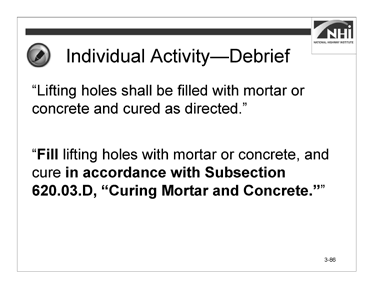 NHI
NATIONAL HIGHWAY INSTITUTE
Individual Activity—Debrief
“Lifting holes shall be filled with mortar or
concrete and cured as directed.”
“Fill lifting holes with mortar or concrete, and
cure in accordance with Subsection
620.03.D, “Curing Mortar and Concrete.””
3-86